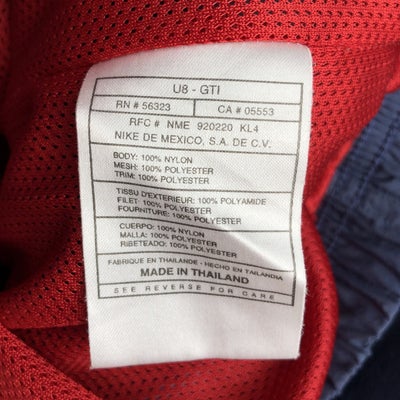 U8 - GTI
RN # 56323 CA # 05553
RFC # NME 920220 KL4
NIKE DE MEXICO, S.A. DE C.V.
BODY: 100% NYLON
MESH: 100% POLYESTER
TRIM: 100% POLYESTER
TISSU D'EXTERIEUR: 100% POLYAMIDE
FILET: 100% POLYESTER
FOURNITURE: 100% POLYESTER
CUERPO: 100% NYLON
MALLA: 100% POLYESTER
RIBETEADO: 100% POLYESTER
FABRIQUE EN THAILANDE - HECHO EN TAILANDIA
MADE IN THAILAND
SEE REVERSE FOR CARE